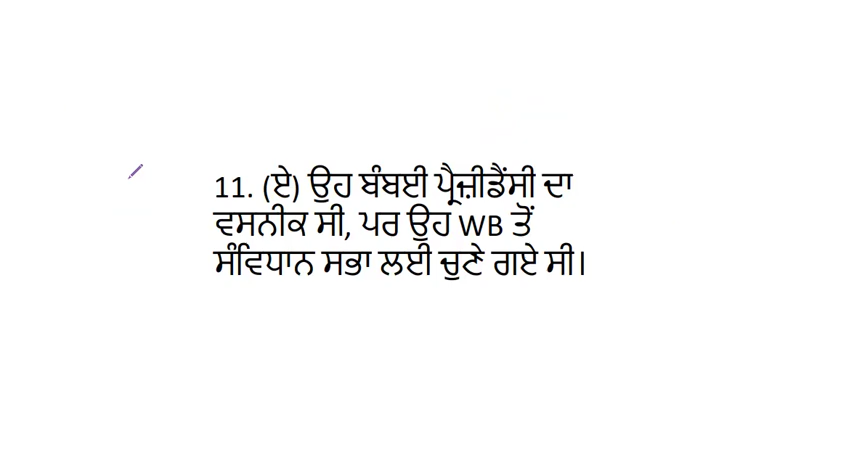 11. (ਏ) ਉਹ ਬੰਬਈ ਪ੍ਰੈਜ਼ੀਡੈਂਸੀ ਦਾ
ਵਸਨੀਕ ਸੀ, ਪਰ ਉਹ WB ਤੋਂ
ਸੰਵਿਧਾਨ ਸਭਾ ਲਈ ਚੁਣੇ ਗਏ ਸੀ।